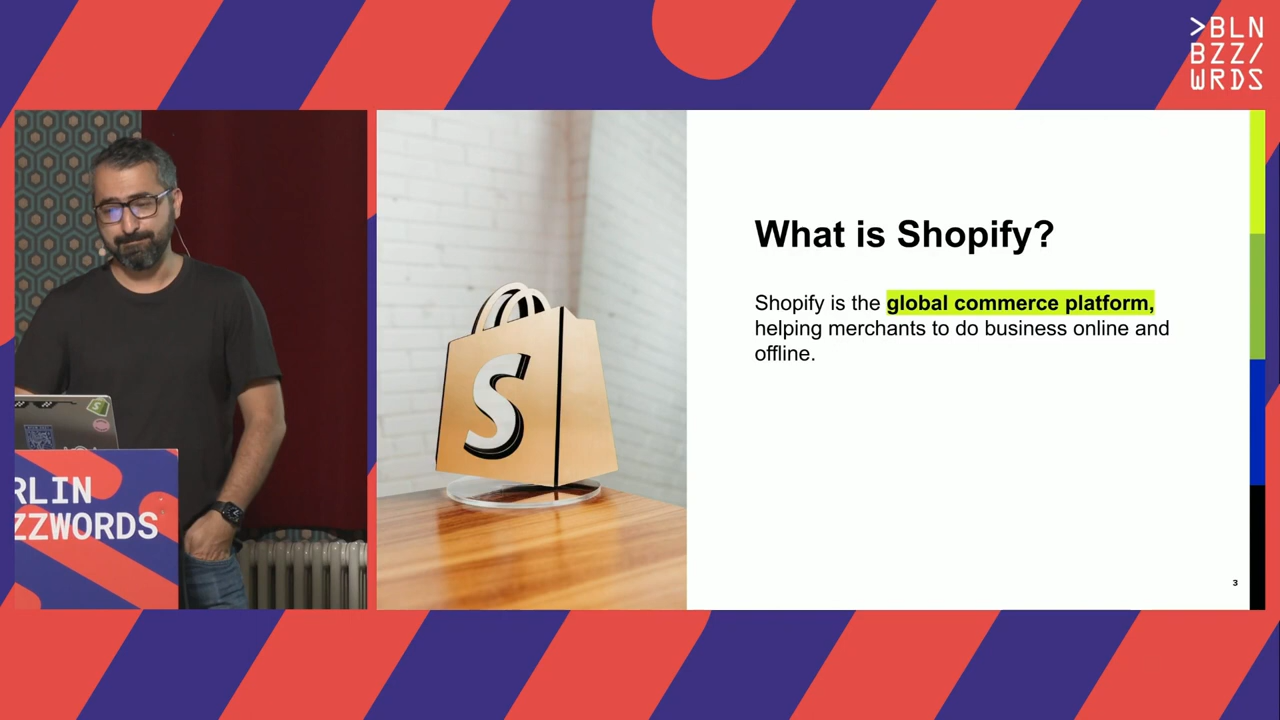 >BLN
BZZ/
WRDS
What is Shopify?
Shopify is the global commerce platform,
helping merchants to do business online and
offline.
3
S
RLIN
ZZWORDS